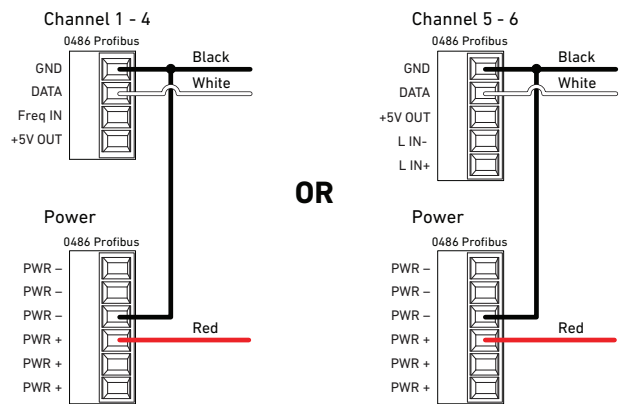 Channel 1 - 4
0486 Profibus
GND
DATA
Freq IN
+5V OUT
Black
White
Power
0486 Profibus
PWR –
PWR –
PWR –
PWR +
PWR +
PWR +
Red
OR
Channel 5 - 6
0486 Profibus
GND
DATA
+5V OUT
L IN-
L IN+
Black
White
Power
0486 Profibus
PWR –
PWR –
PWR –
PWR +
PWR +
PWR +
Red